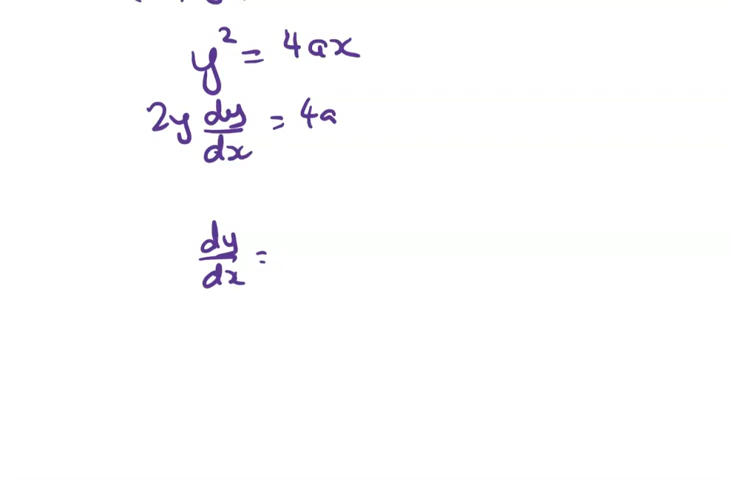 y² = 4ax
2y dy/dx = 4a
dy/dx =